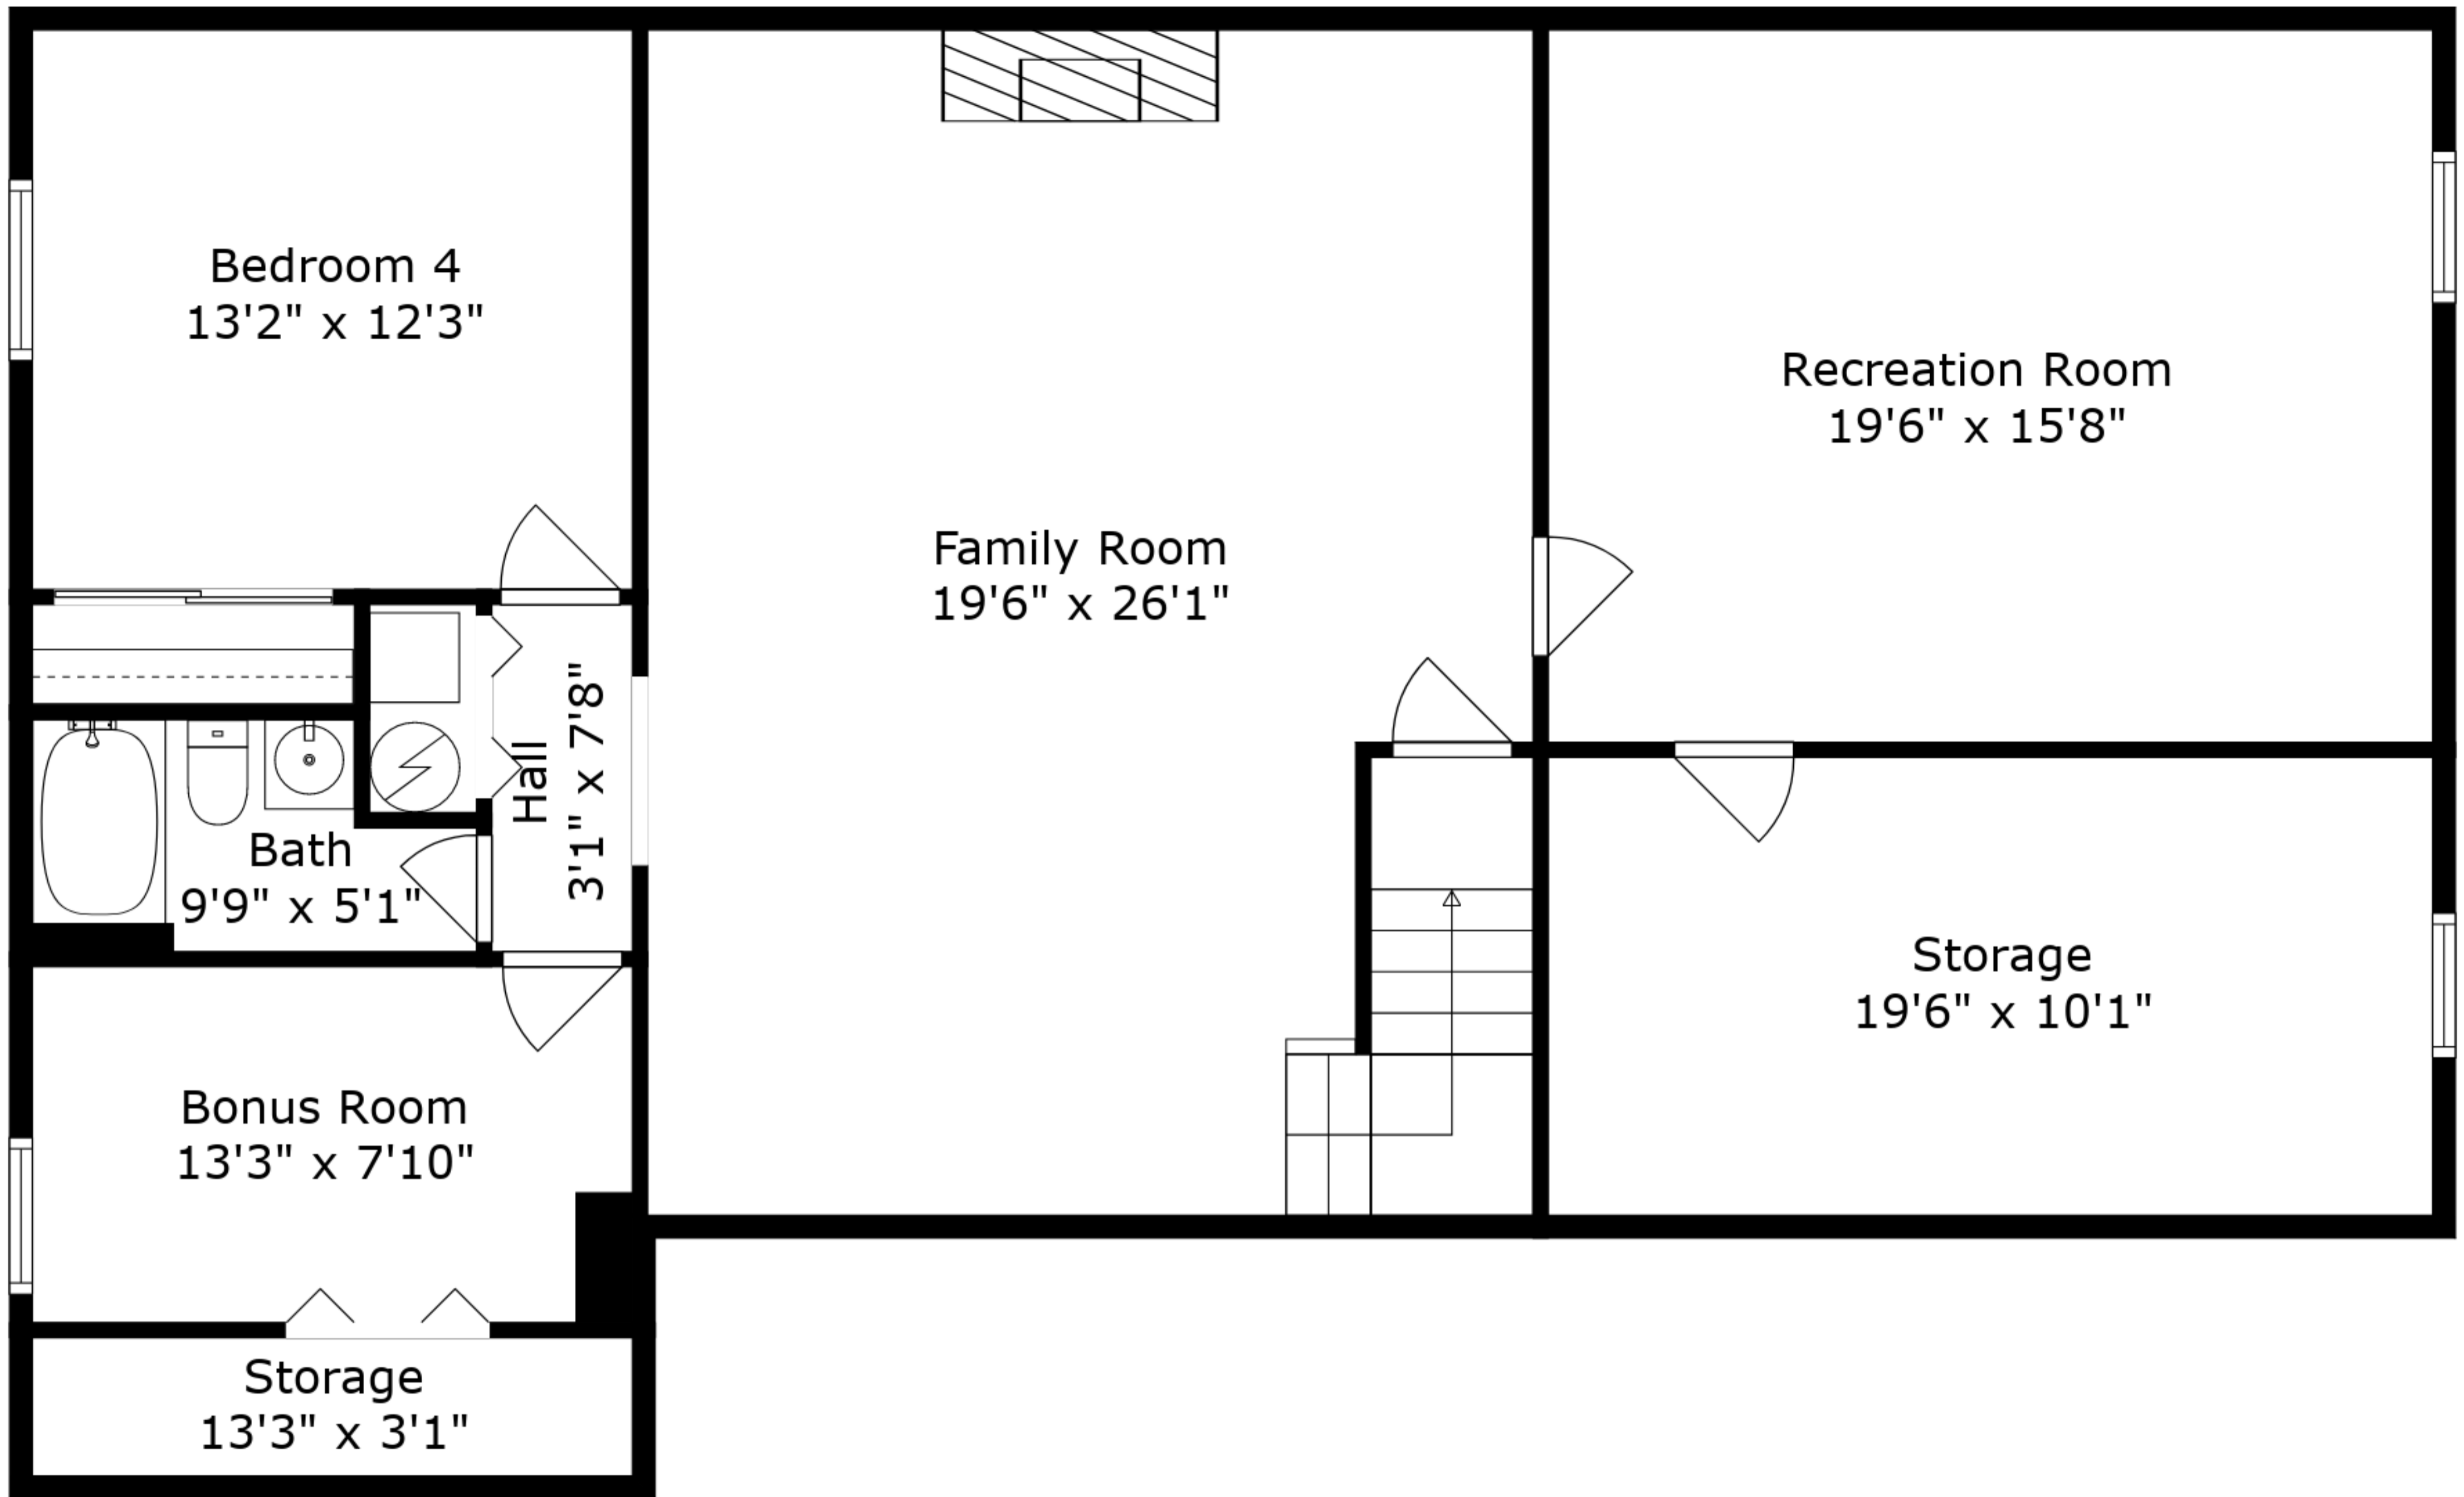 Bedroom 4
13'2" x 12'3"
Recreation Room
19'6" x 15'8"
Family Room
19'6" x 26'1"
Hall
3'1" x 7'8"
Bath
9'9" x 5'1"
Storage
19'6" x 10'1"
Bonus Room
13'3" x 7'10"
Storage
13'3" x 3'1"